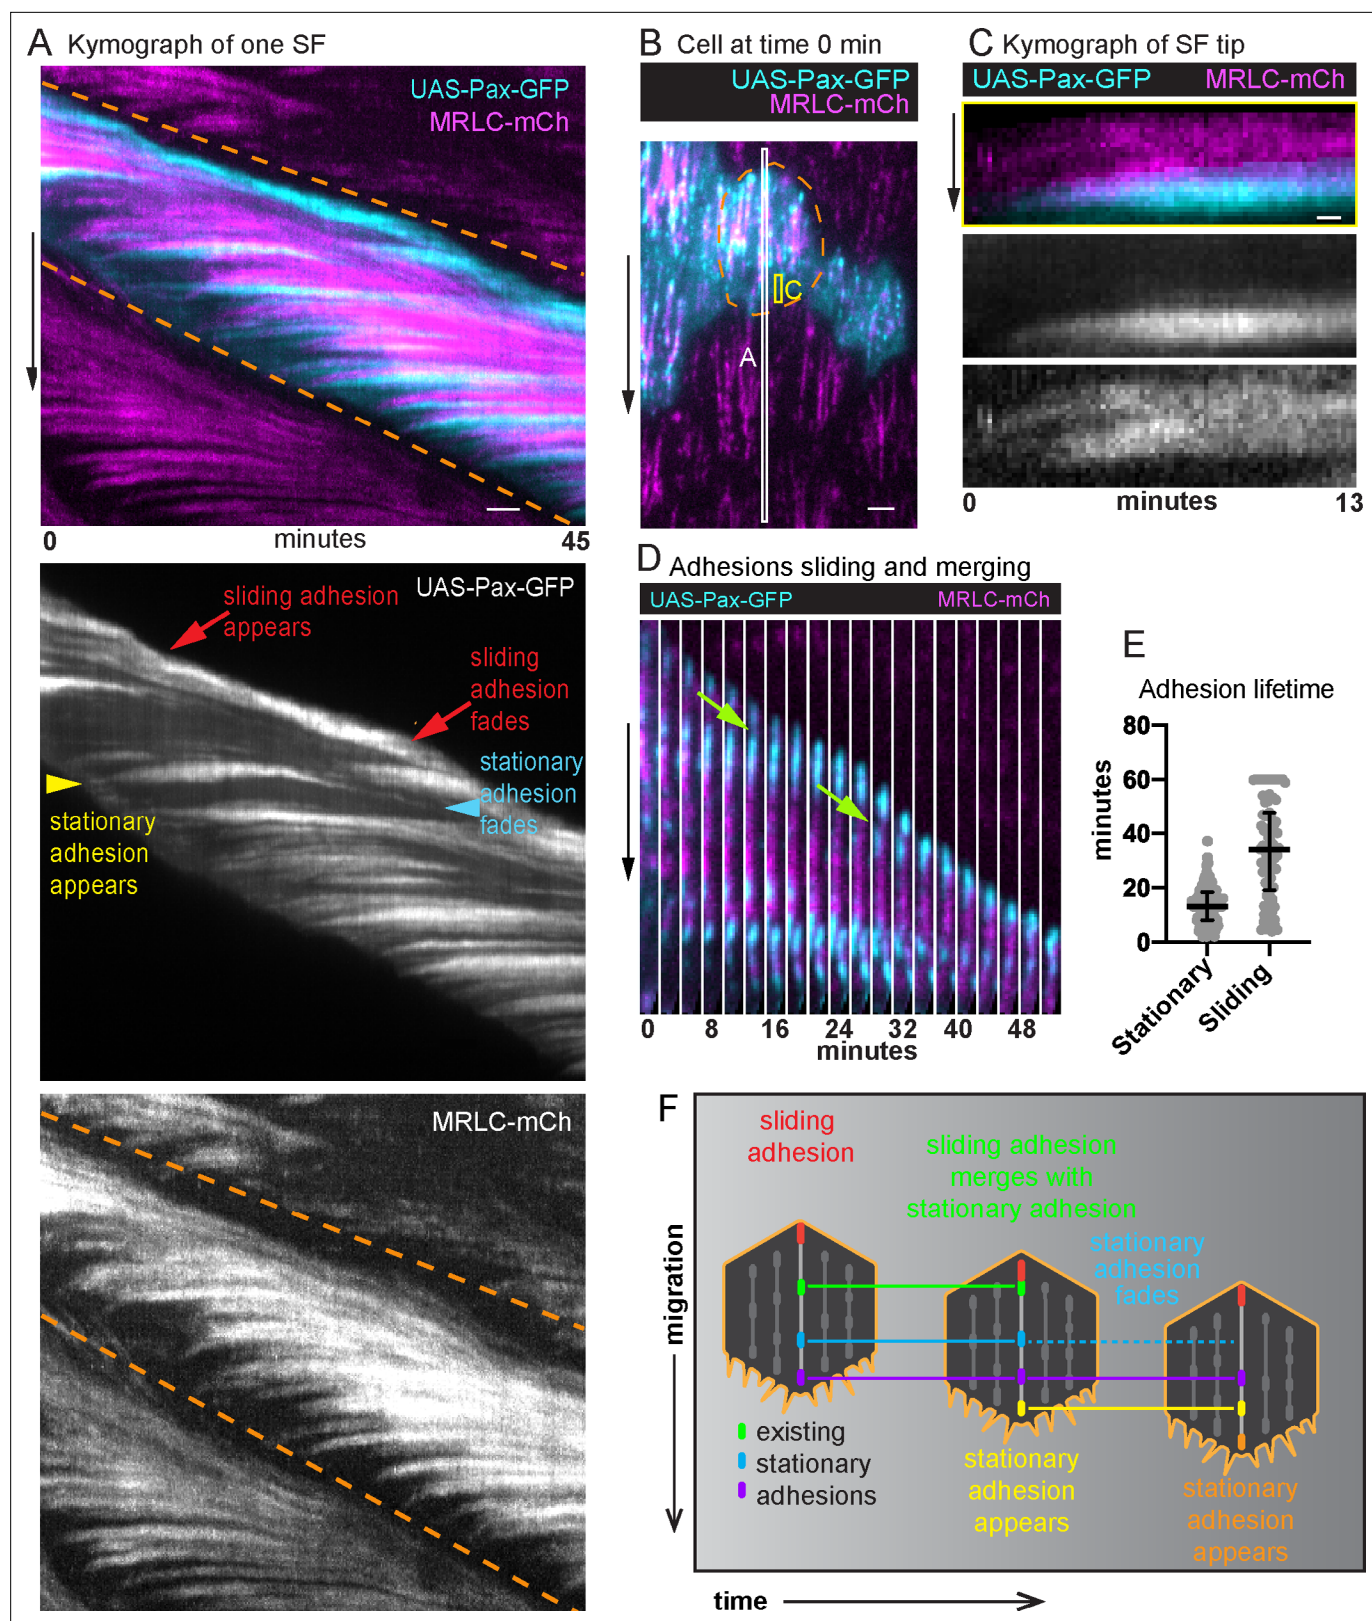 A Kymograph of one SF
UAS-Pax-GFP
MRLC-mCh
0 minutes 45
sliding adhesion
appears
UAS-Pax-GFP
sliding
adhesion
fades
stationary
adhesion
fades
stationary
adhesion
appears
MRLC-mCh
B Cell at time 0 min
UAS-Pax-GFP
MRLC-mCh
C
A
C Kymograph of SF tip
UAS-Pax-GFP MRLC-mCh
0 minutes 13
D Adhesions sliding and merging
UAS-Pax-GFP MRLC-mCh
0 8 16 24 32 40 48
minutes
E
Adhesion lifetime
80
60
40
20
0
minutes
Stationary
Sliding
F
sliding
adhesion
sliding adhesion
merges with
stationary adhesion
stationary
adhesion
fades
migration
existing
stationary
adhesions
stationary
adhesion
appears
stationary
adhesion
appears
time